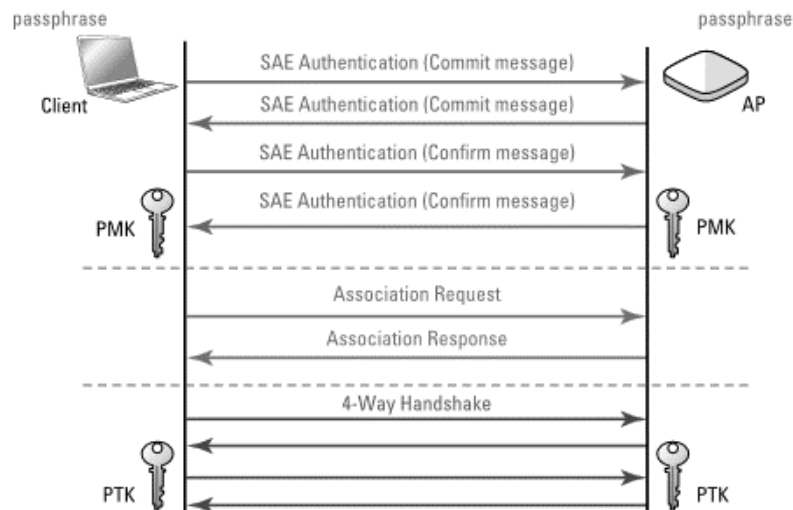 passphrase
passphrase
SAE Authentication (Commit message)
Client
AP
SAE Authentication (Commit message)
SAE Authentication (Confirm message)
SAE Authentication (Confirm message)
PMK
PMK
Association Request
Association Response
4-Way Handshake
PTK
PTK